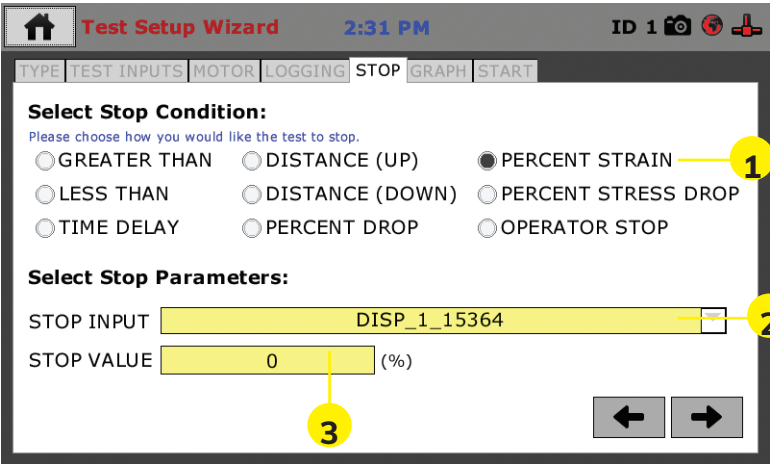 Test Setup Wizard 2:31 PM ID 1
TYPE TEST INPUTS MOTOR LOGGING STOP GRAPH START
Select Stop Condition:
Please choose how you would like the test to stop.
GREATER THAN DISTANCE (UP) PERCENT STRAIN 1
LESS THAN DISTANCE (DOWN) PERCENT STRESS DROP
TIME DELAY PERCENT DROP OPERATOR STOP
Select Stop Parameters:
STOP INPUT DISP_1_15364 2
STOP VALUE 0 (%)
3